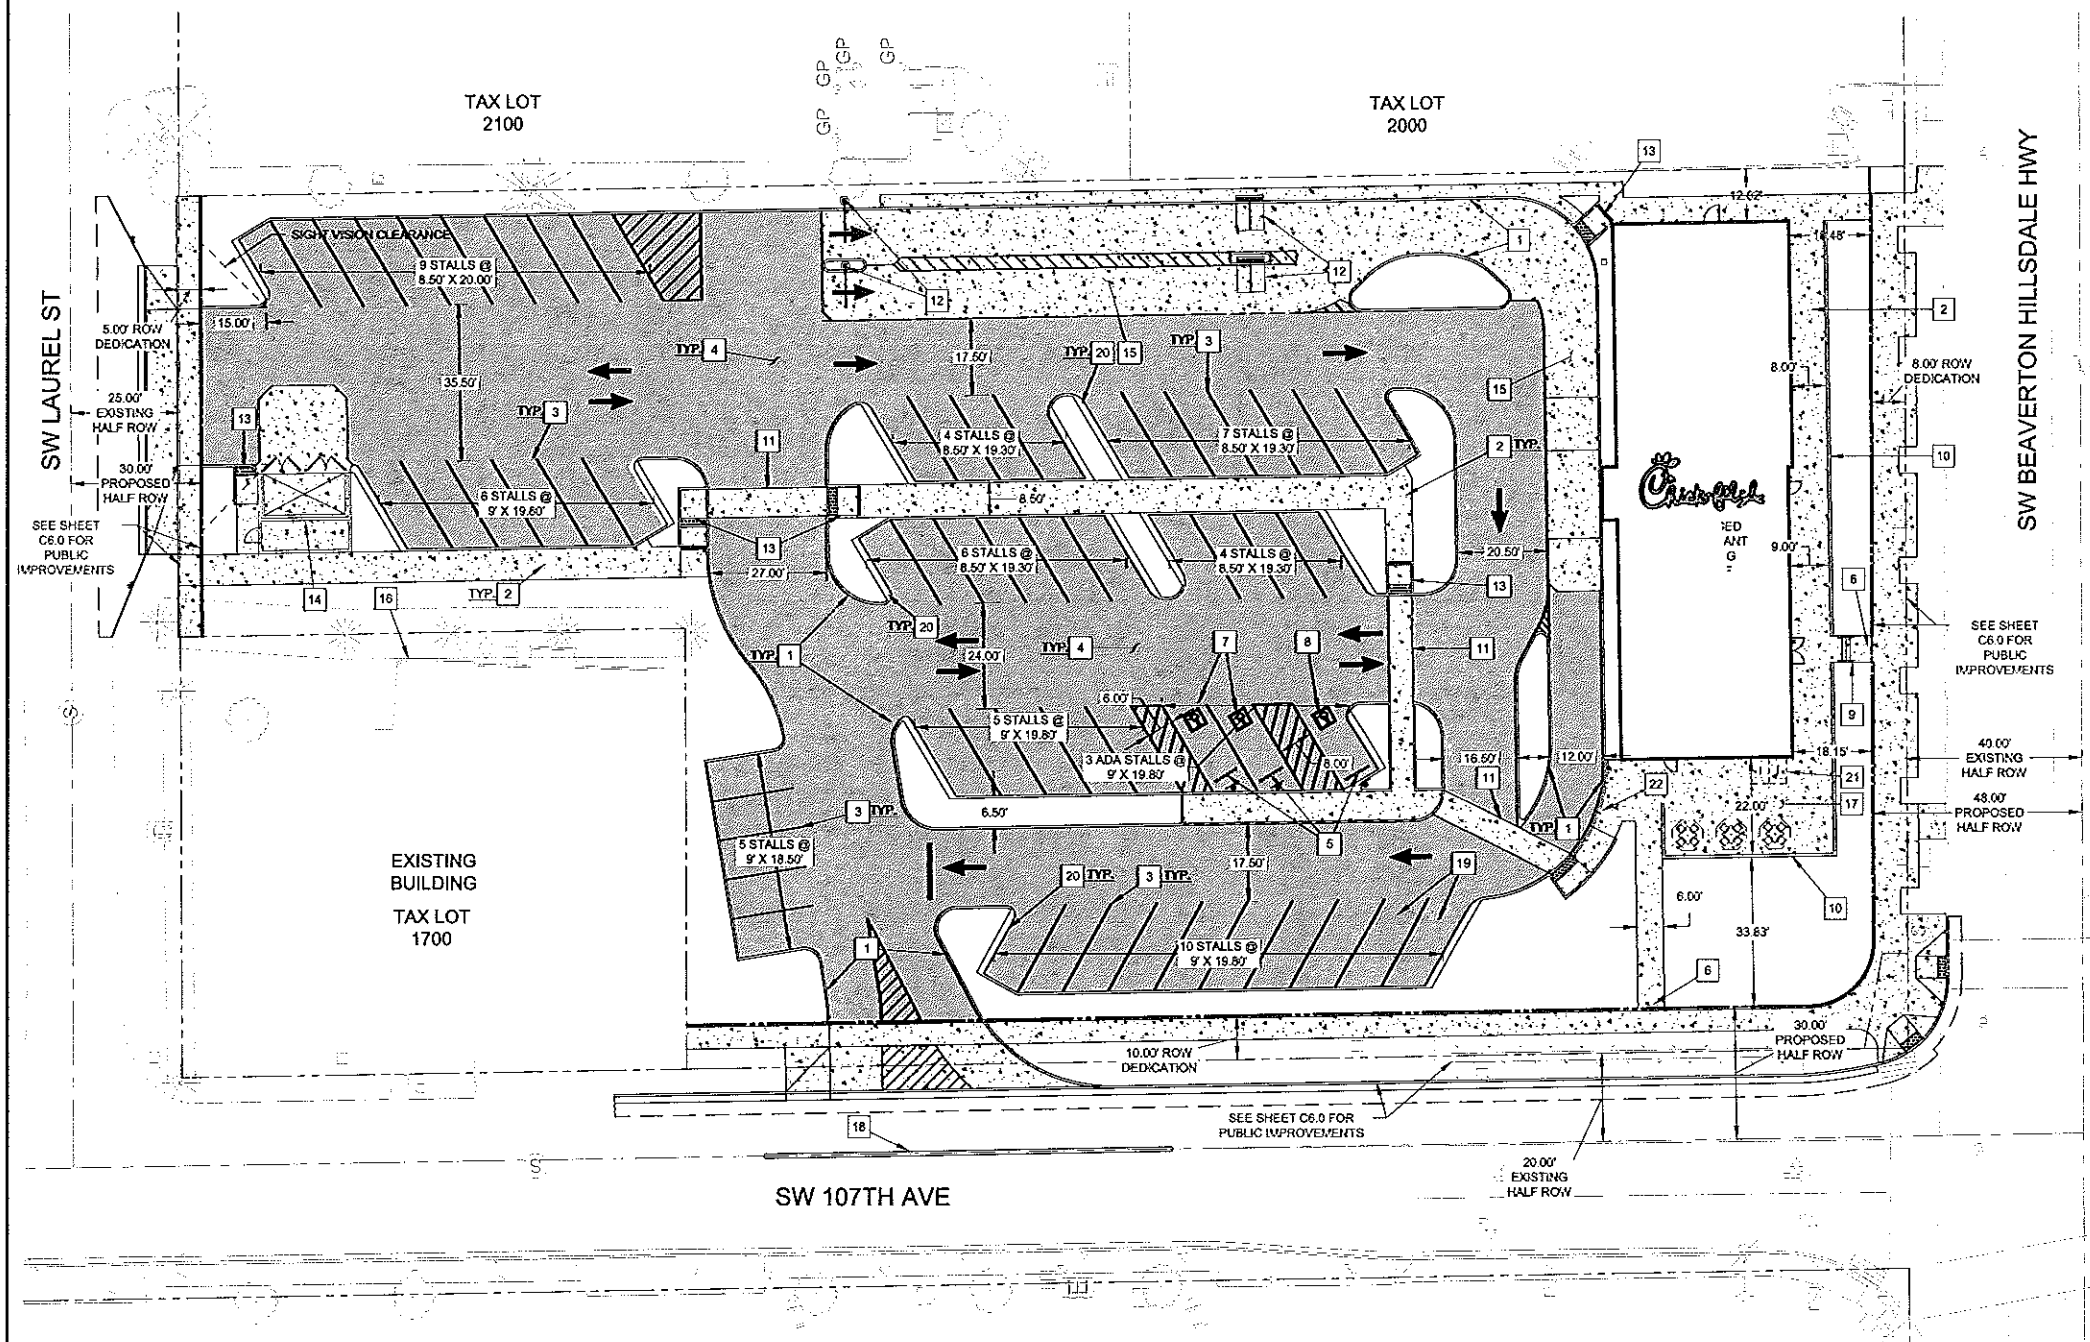 GP
GP
GP
GP
TAX LOT
2100
TAX LOT
2000
13
12.62'
SIGHT VISION CLEARANCE
9 STALLS @
8.50' X 20.00'
1
12
12
2
SW LAUREL ST
SW BEAVERTON HILLSDALE HWY
5.00' ROW
DEDICATION
15.00'
TYP. 4
17.50'
TYP. 20 15
TYP. 3
8.00'
8.00' ROW
DEDICATION
35.50'
15
25.00'
EXISTING
HALF ROW
13
TYP. 3
11
4 STALLS @
8.50' X 19.30'
7 STALLS @
8.50' X 19.30'
2 TYP.
10
30.00'
PROPOSED
HALF ROW
6 STALLS @
9' X 19.60'
8.50'
Chick-fil-A
SEE SHEET
C6.0 FOR
PUBLIC
IMPROVEMENTS
13
6 STALLS @
8.50' X 19.30'
4 STALLS @
8.50' X 19.30'
20.50'
ED
ANT
G
9.00'
27.00'
13
6
14
16
TYP. 2
TYP. 20
TYP. 1
24.00'
TYP. 4
7
8
11
SEE SHEET
C6.0 FOR
PUBLIC
IMPROVEMENTS
S
6.00'
5 STALLS @
9' X 19.80'
9
3 ADA STALLS @
9' X 19.80'
8.00'
16.50'
12.00'
18.15'
40.00'
EXISTING
HALF ROW
11
22
21
3 TYP.
6.50'
22.00'
17
48.00'
PROPOSED
HALF ROW
TYP. 1
5
5 STALLS @
9' X 18.50'
17.50'
EXISTING
BUILDING
TAX LOT
1700
20 TYP.
3 TYP.
19
6.00'
10
33.83'
1
10 STALLS @
9' X 19.80'
6
10.00' ROW
DEDICATION
30.00'
PROPOSED
HALF ROW
SEE SHEET C6.0 FOR
PUBLIC IMPROVEMENTS
18
S
20.00'
EXISTING
HALF ROW
SW 107TH AVE